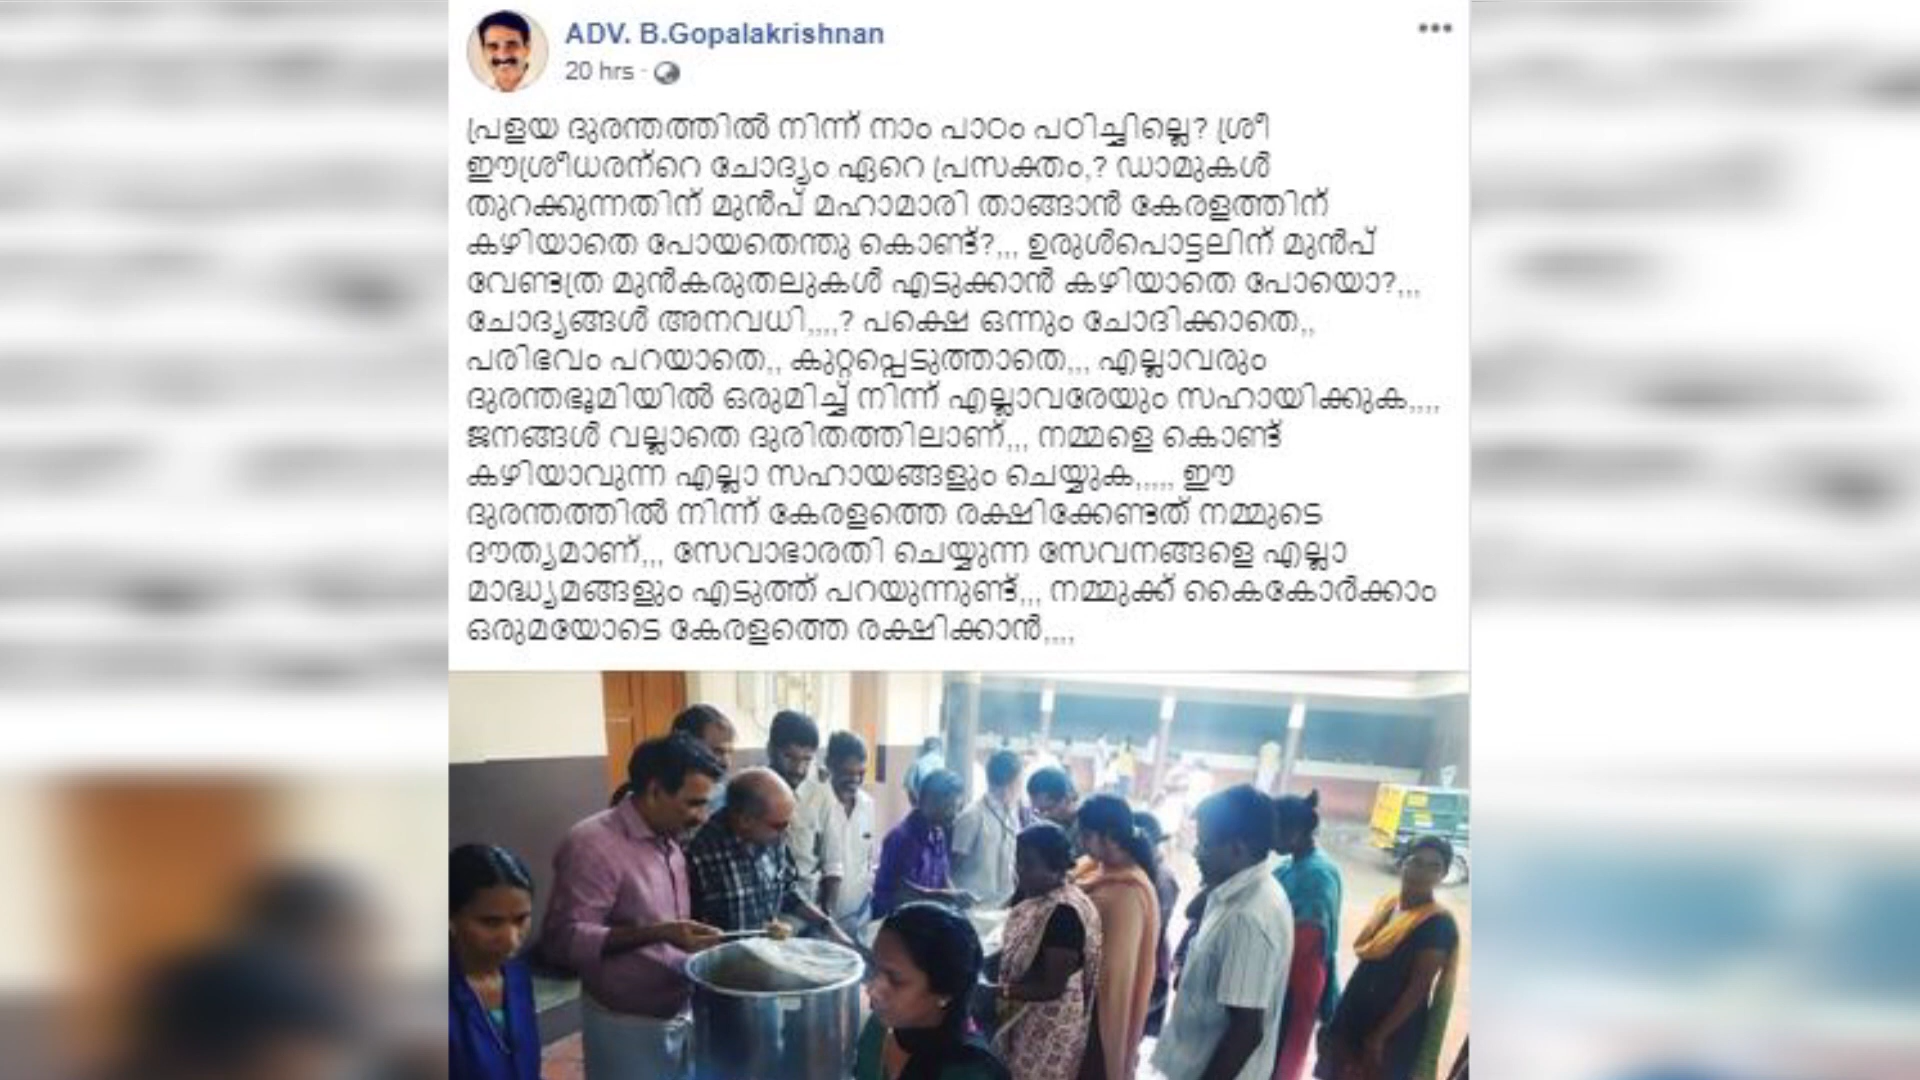 ADV. B.Gopalakrishnan
20 hrs ·
പ്രളയ ദുരന്തത്തിൽ നിന്ന് നാം പാഠം പഠിച്ചില്ലെ? ശ്രീ
ഈശ്രീധരന്റെ ചോദ്യം ഏറെ പ്രസക്തം,? ഡാമുകൾ
തുറക്കുന്നതിന് മുൻപ് മഹാമാരി താങ്ങാൻ കേരളത്തിന്
കഴിയാതെ പോയതെന്തു കൊണ്ട്?,,, ഉരുൾപൊട്ടലിന് മുൻപ്
വേണ്ടത്ര മുൻകരുതലുകൾ എടുക്കാൻ കഴിയാതെ പോയൊ?,,,
ചോദ്യങ്ങൾ അനവധി,,,,? പക്ഷെ ഒന്നും ചോദിക്കാതെ,,
പരിഭവം പറയാതെ,, കുറ്റപ്പെടുത്താതെ,,, എല്ലാവരും
ദുരന്തഭൂമിയിൽ ഒരുമിച്ച് നിന്ന് എല്ലാവരേയും സഹായിക്കുക,,,,
ജനങ്ങൾ വല്ലാതെ ദുരിതത്തിലാണ്,,, നമ്മളെ കൊണ്ട്
കഴിയാവുന്ന എല്ലാ സഹായങ്ങളും ചെയ്യുക,,,,, ഈ
ദുരന്തത്തിൽ നിന്ന് കേരളത്തെ രക്ഷിക്കേണ്ടത് നമ്മുടെ
ദൗത്യമാണ്,,, സേവാഭാരതി ചെയ്യുന്ന സേവനങ്ങളെ എല്ലാ
മാദ്ധ്യമങ്ങളും എടുത്ത് പറയുന്നുണ്ട്,,, നമ്മുക്ക് കൈകോർക്കാം
ഒരുമയോടെ കേരളത്തെ രക്ഷിക്കാൻ,,,,